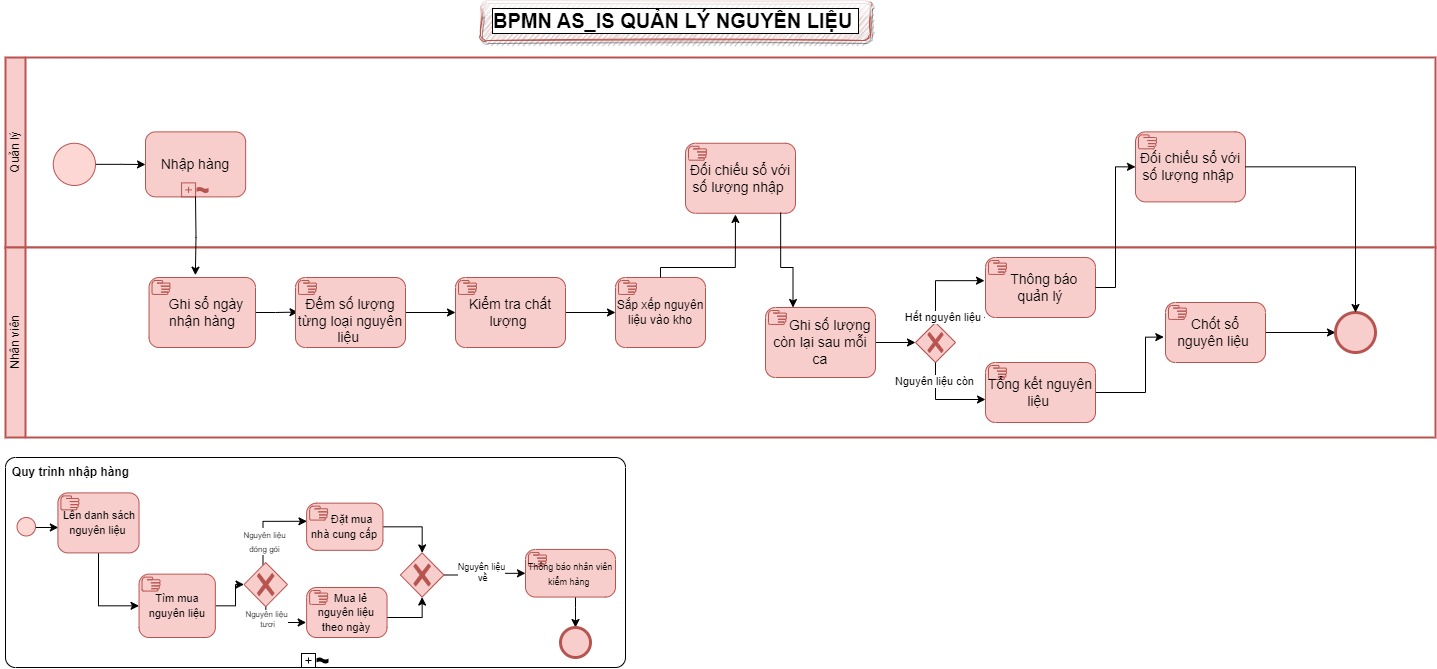 BPMN AS_IS QUẢN LÝ NGUYÊN LIỆU
Quản lý
Nhập hàng
Đối chiếu sổ với
số lượng nhập
Đối chiếu sổ với
số lượng nhập
Nhân viên
Ghi sổ ngày
nhận hàng
Đếm số lượng
từng loại nguyên
liệu
Kiểm tra chất
lượng
Sắp xếp nguyên
liệu vào kho
Ghi số lượng
còn lại sau mỗi
ca
Hết nguyên liệu
Nguyên liệu còn
Thông báo
quản lý
Tổng kết nguyên
liệu
Chốt sổ
nguyên liệu
Quy trình nhập hàng
Lên danh sách
nguyên liệu
Tìm mua
nguyên liệu
Nguyên liệu
đóng gói
Nguyên liệu
tươi
Đặt mua
nhà cung cấp
Mua lẻ
nguyên liệu
theo ngày
Nguyên liệu
về
Thông báo nhân viên
kiểm hàng